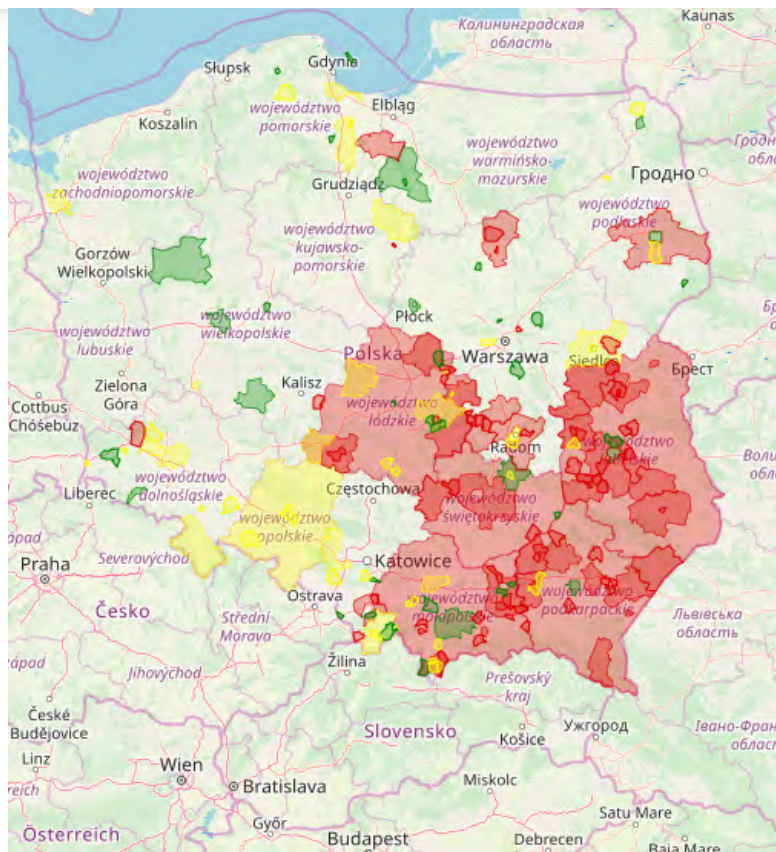 Kaunas
Калининградская
область
Słupsk
Gdynia
Elbląg
Koszalin
województwo
pomorskie
województwo
warmińsko-
mazurskie
województwo
zachodniopomorskie
Grudziądz
Гродно
województwo
podlaskie
województwo
kujawsko-
pomorskie
Gorzów
Wielkopolski
Płock
województwo
wielkopolskie
Polska
Warszawa
Siedlce
Брест
województwo
lubuskie
Zielona
Góra
Kalisz
województwo
łódzkie
Cottbus
Chóśebuz
Radom
województwo
dolnośląskie
Liberec
Częstochowa
województwo
świętokrzyskie
województwo
opolskie
Severovýchod
Katowice
Praha
Ostrava
województwo
małopolskie
województwo
podkarpackie
Česko
Střední
Morava
Львівська
область
Jihovýchod
Žilina
Prešovský
kraj
České
Budějovice
Slovensko
Košice
Ужгород
Linz
Wien
Bratislava
Miskolc
Győr
Satu Mare
Österreich
Budapest
Debrecen
Baia Mare